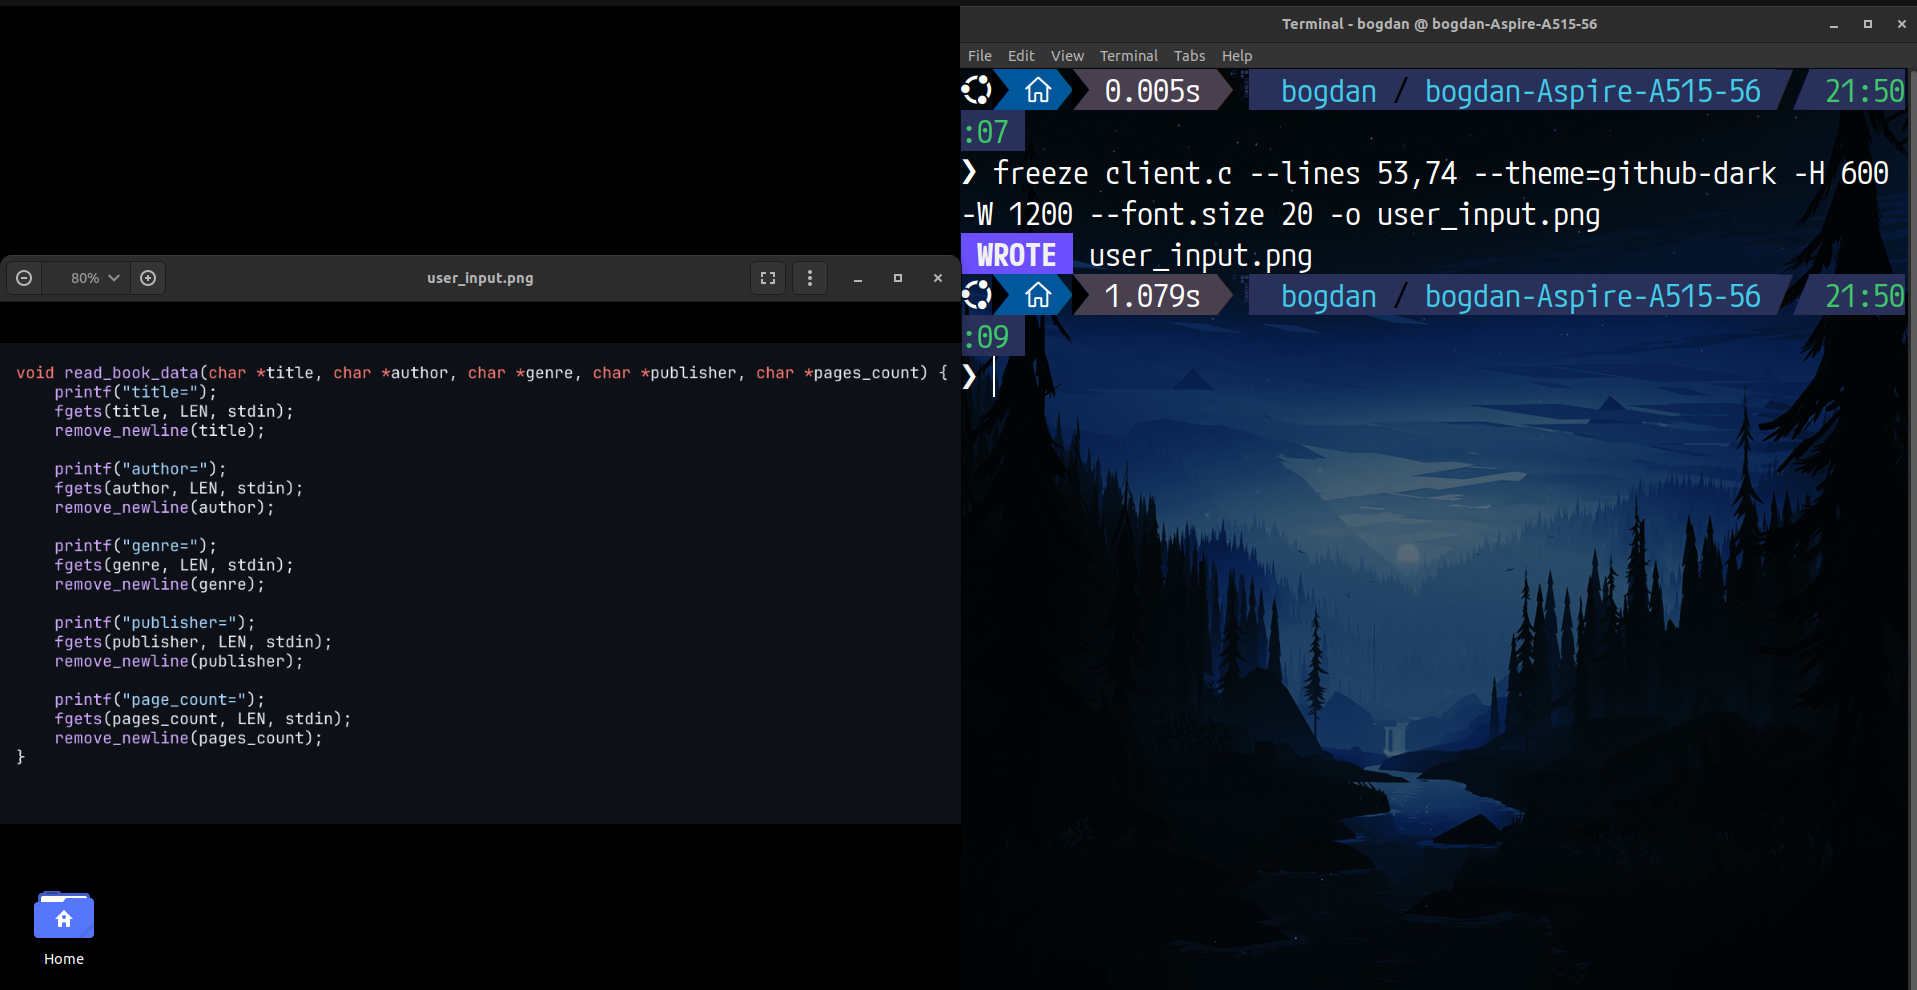 80%
user_input.png
void read_book_data(char *title, char *author, char *genre, char *publisher, char *pages_count) {
    printf("title=");
    fgets(title, LEN, stdin);
    remove_newline(title);

    printf("author=");
    fgets(author, LEN, stdin);
    remove_newline(author);

    printf("genre=");
    fgets(genre, LEN, stdin);
    remove_newline(genre);

    printf("publisher=");
    fgets(publisher, LEN, stdin);
    remove_newline(publisher);

    printf("page_count=");
    fgets(pages_count, LEN, stdin);
    remove_newline(pages_count);
}
Home
Terminal - bogdan @ bogdan-Aspire-A515-56
File Edit View Terminal Tabs Help
0.005s bogdan / bogdan-Aspire-A515-56 21:50
:07
❯ freeze client.c --lines 53,74 --theme=github-dark -H 600
-W 1200 --font.size 20 -o user_input.png
WROTE user_input.png
1.079s bogdan / bogdan-Aspire-A515-56 21:50
:09
❯